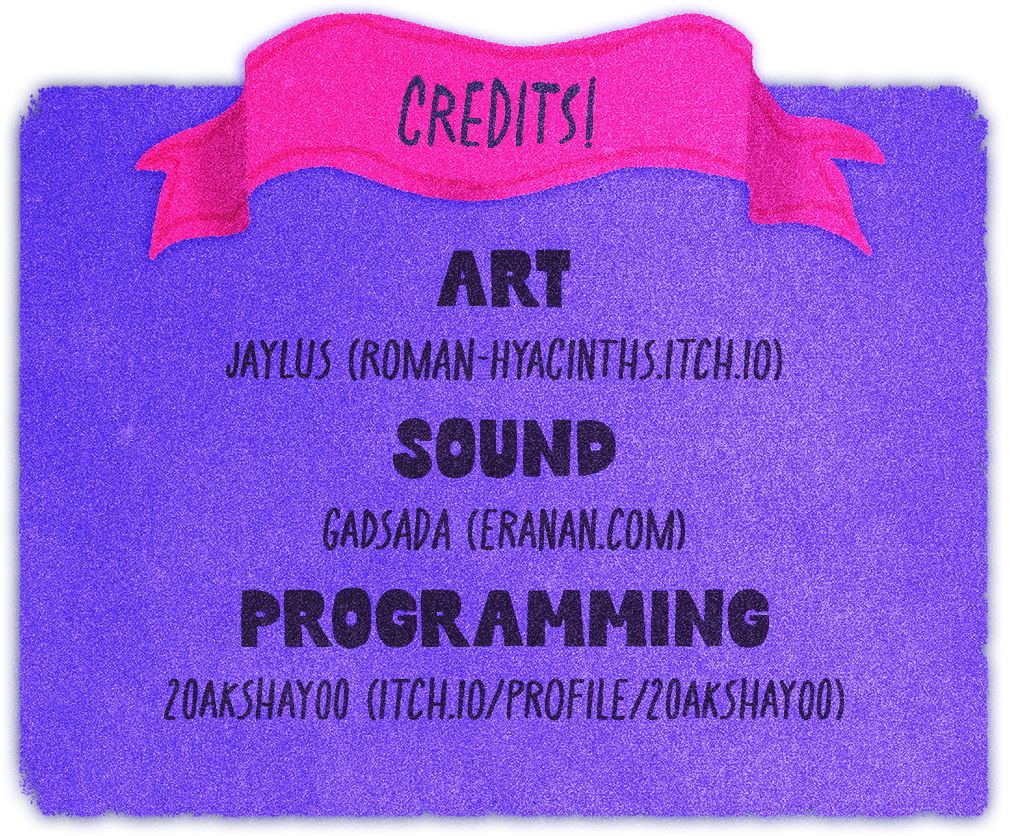 CREDITS!
ART
JAYLUS (ROMAN-HYACINTHS.ITCH.IO)
SOUND
GADSADA (ERANAN.COM)
PROGRAMMING
20AKSHAY00 (ITCH.IO/PROFILE/20AKSHAY00)